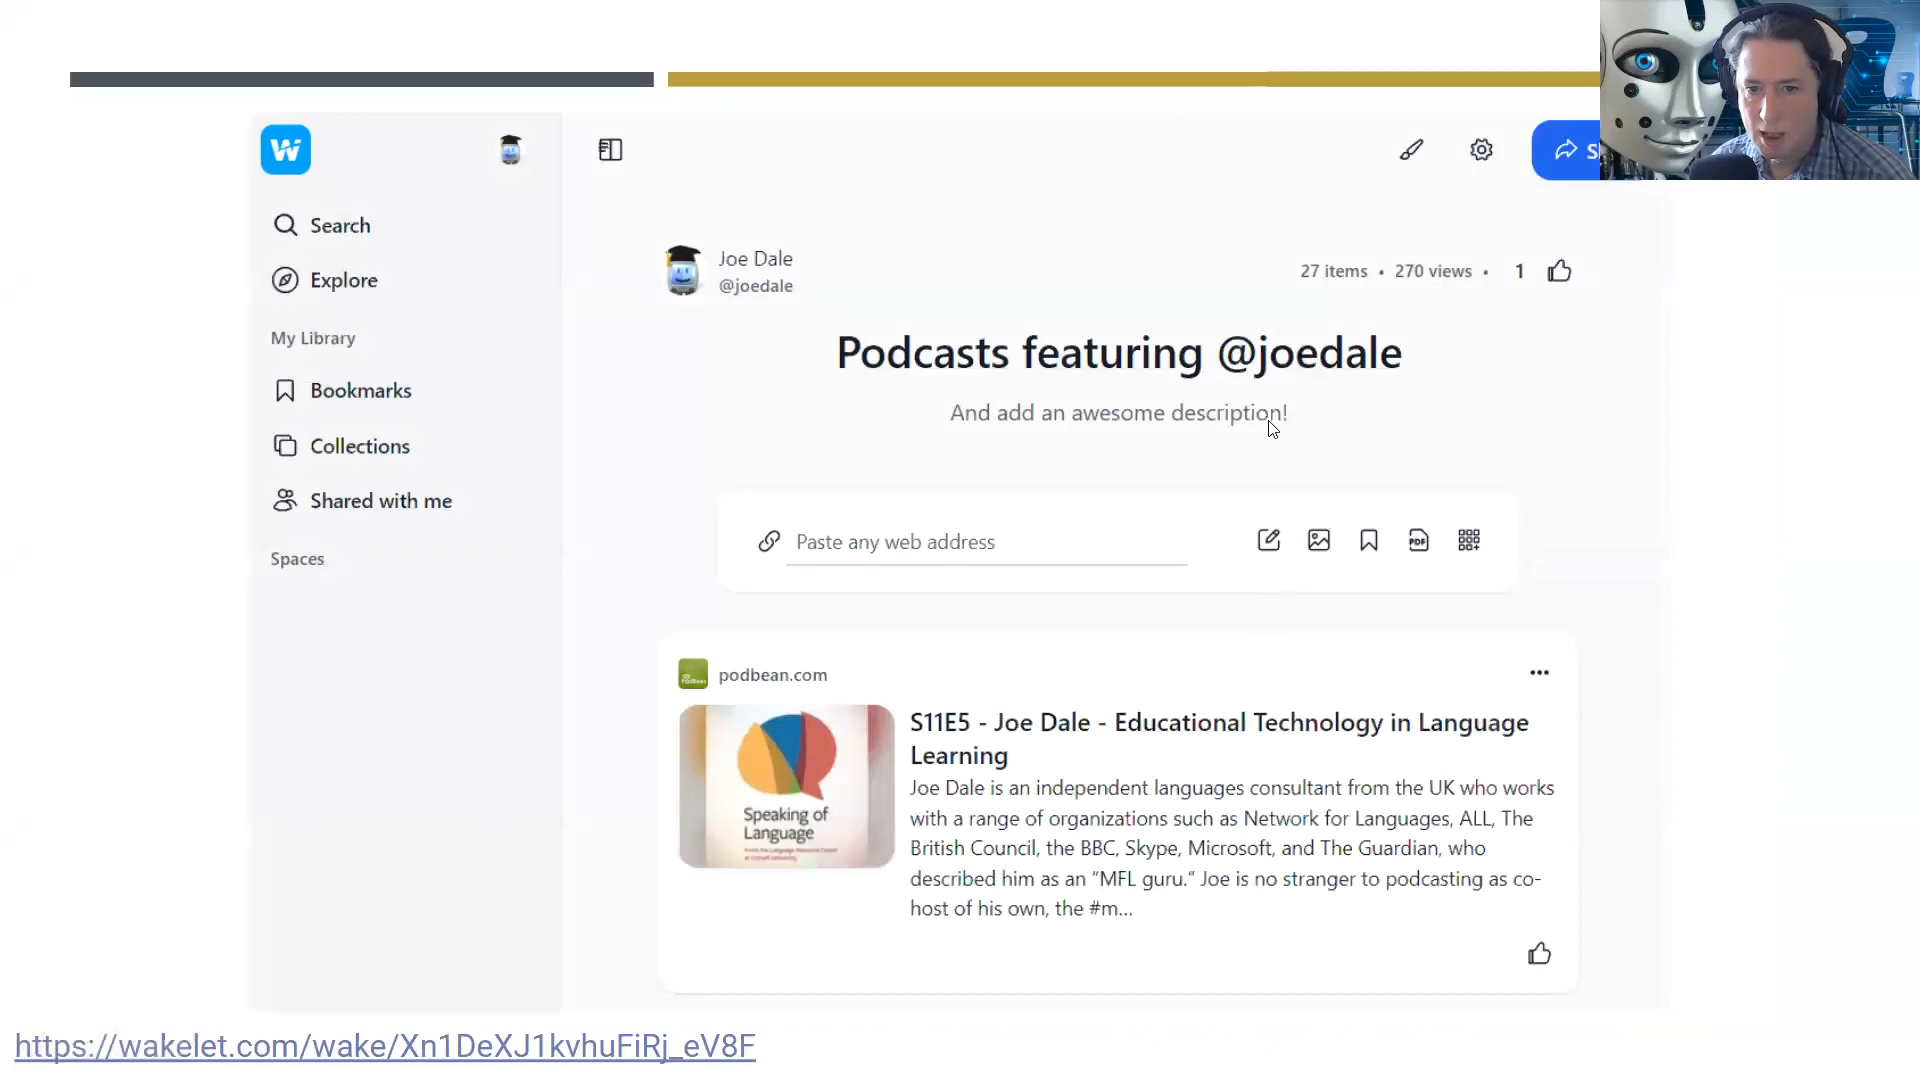 W
S
Search
Explore
My Library
Bookmarks
Collections
Shared with me
Spaces
Joe Dale
@joedale
27 items • 270 views • 1
Podcasts featuring @joedale
And add an awesome description!
Paste any web address
PDF
podbean.com
S11E5 - Joe Dale - Educational Technology in Language
Learning
Joe Dale is an independent languages consultant from the UK who works
with a range of organizations such as Network for Languages, ALL, The
British Council, the BBC, Skype, Microsoft, and The Guardian, who
described him as an “MFL guru.” Joe is no stranger to podcasting as co-
host of his own, the #m...
Speaking of
Language
https://wakelet.com/wake/Xn1DeXJ1kvhuFiRj_eV8F